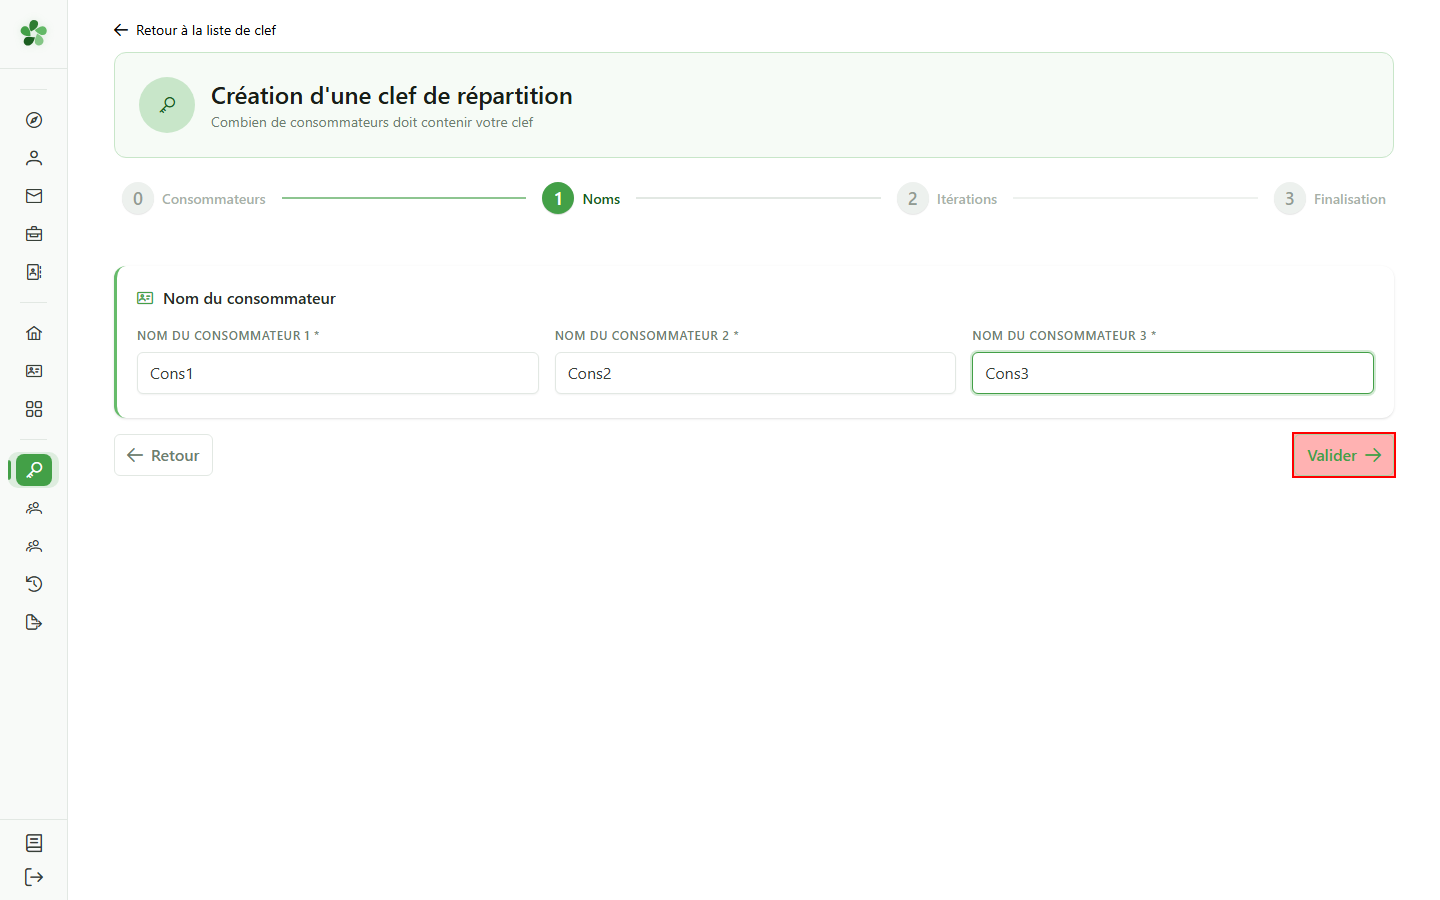 Retour à la liste de clef
Création d'une clef de répartition
Combien de consommateurs doit contenir votre clef
0 Consommateurs 1 Noms 2 Itérations 3 Finalisation
Nom du consommateur
NOM DU CONSOMMATEUR 1 * NOM DU CONSOMMATEUR 2 * NOM DU CONSOMMATEUR 3 *
Cons1 Cons2 Cons3
Retour Valider